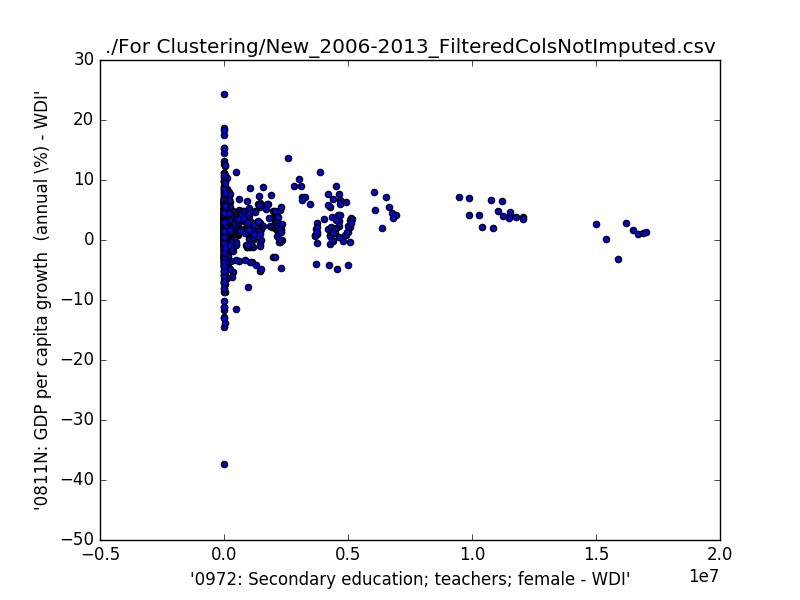 ./For Clustering/New_2006-2013_FilteredColsNotImputed.csv
30
20
10
0
−10
−20
−30
−40
−50
'0811N: GDP per capita growth  (annual \%) - WDI'
−0.5 0.0 0.5 1.0 1.5 2.0
1e7
'0972: Secondary education; teachers; female - WDI'